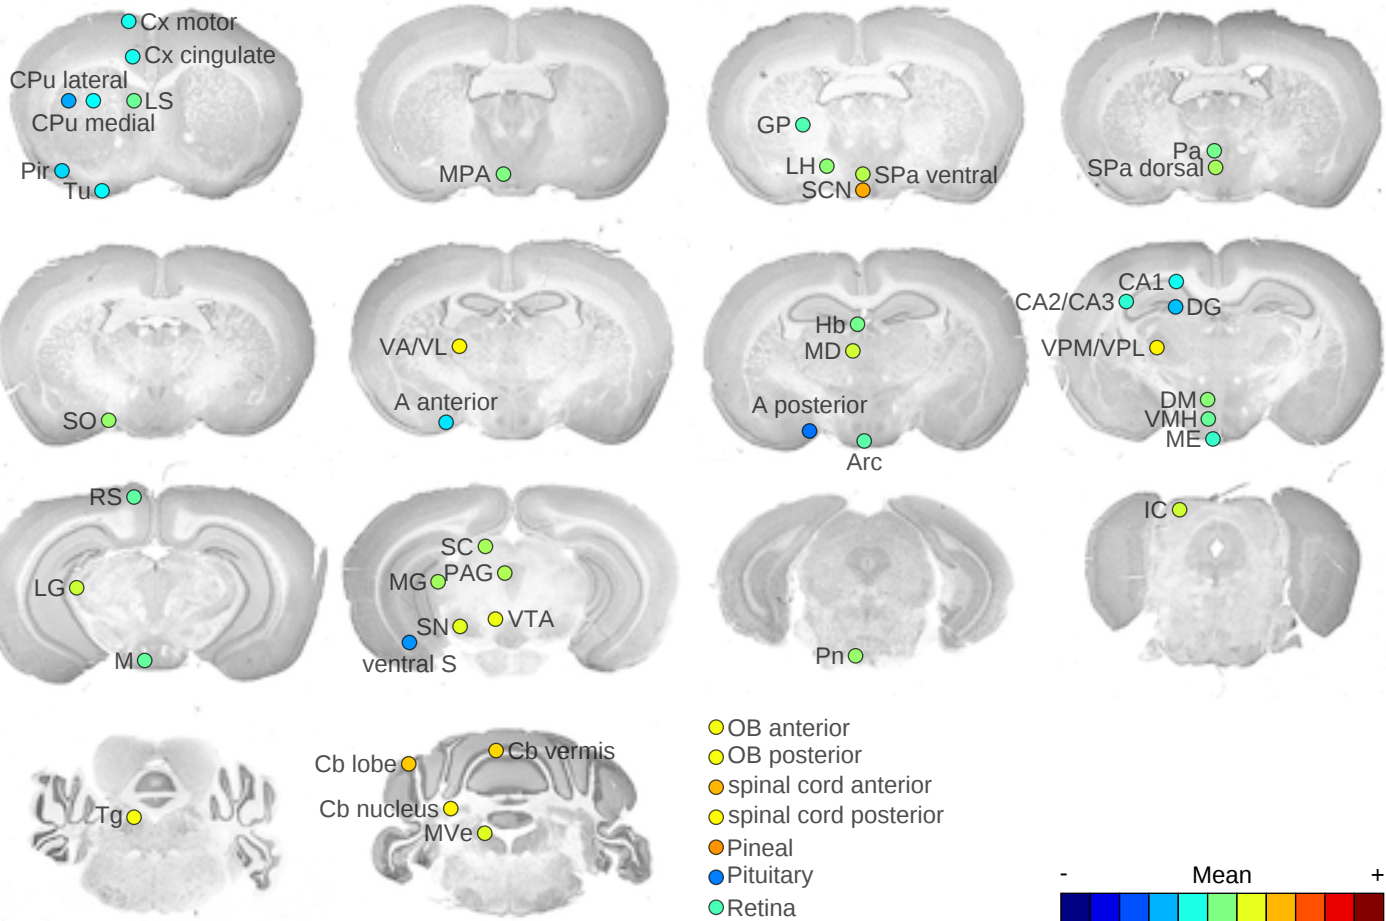 Cx motor
Cx cingulate
CPu lateral
LS
CPu medial
Pir
Tu
MPA
GP
LH
SPa ventral
SCN
Pa
SPa dorsal
SO
VA/VL
A anterior
Hb
MD
A posterior
Arc
CA1
CA2/CA3
DG
VPM/VPL
DM
VMH
ME
RS
LG
M
SC
PAG
MG
VTA
SN
ventral S
Pn
IC
Tg
Cb vermis
Cb lobe
Cb nucleus
MVe
OB anterior
OB posterior
spinal cord anterior
spinal cord posterior
Pineal
Pituitary
Retina
- Mean +